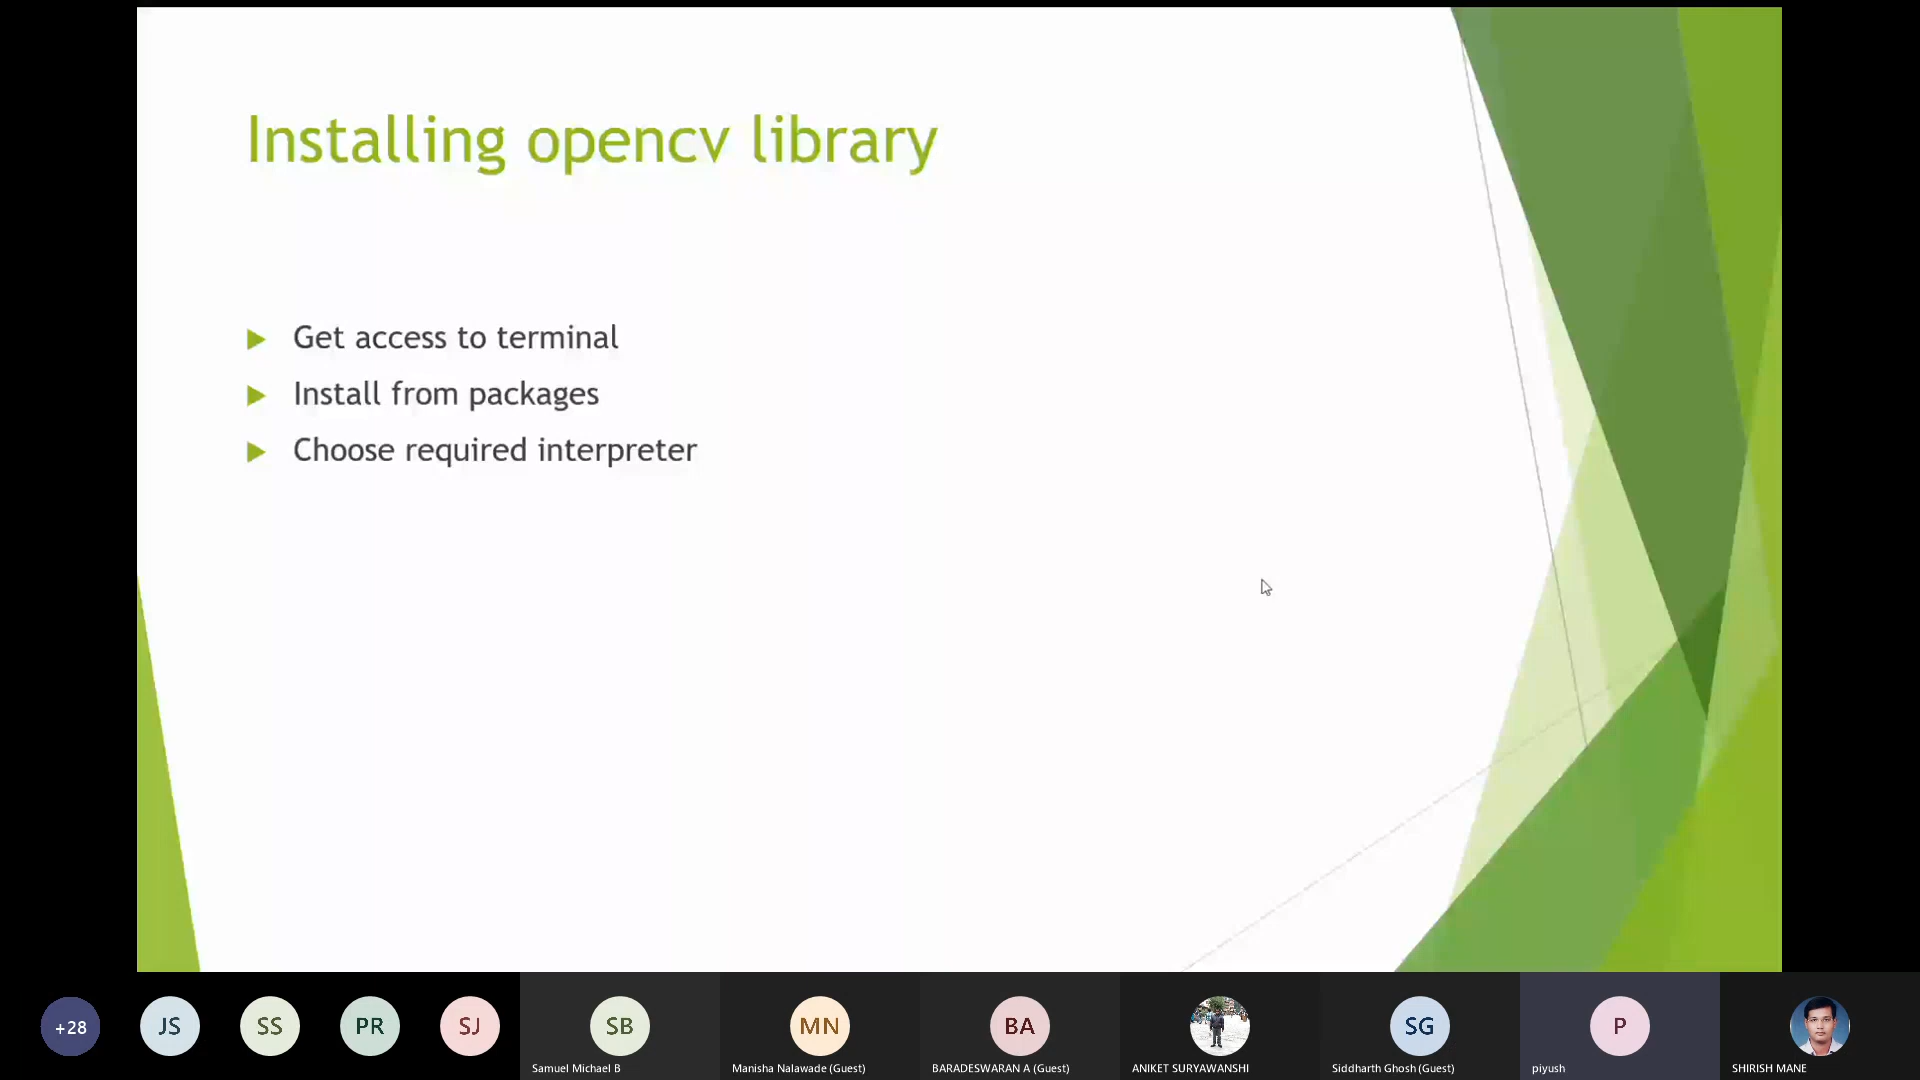 Installing opencv library
Get access to terminal
Install from packages
Choose required interpreter
+28
JS
SS
PR
SJ
SB
MN
BA
SG
P
Samuel Michael B
Manisha Nalawade (Guest)
BARADESWARAN A (Guest)
ANIKET SURYAWANSHI
Siddharth Ghosh (Guest)
piyush
SHIRISH MANE